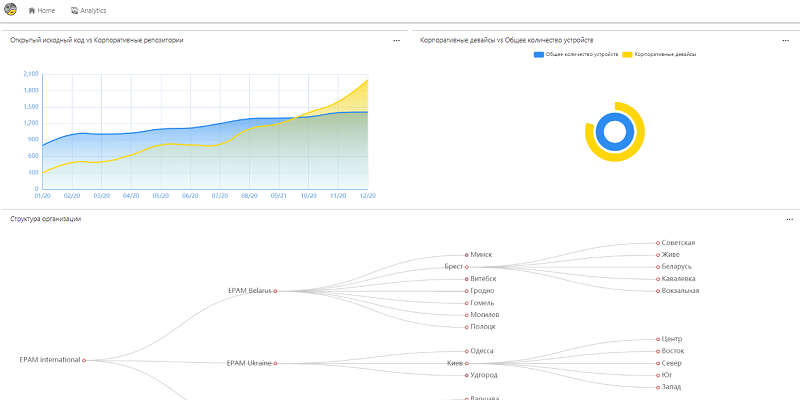 Home
Analytics
Открытый исходный код vs Корпоративные репозитории
2,100
1,800
1,500
1,200
900
600
300
0
01/20
02/20
03/20
04/20
05/20
06/20
07/20
08/20
09/21
10/20
11/20
12/20
Корпоративные девайсы vs Общее количество устройств
Общее количество устройств
Корпоративные девайсы
Структура организации
EPAM international
EPAM Belarus
Минск
Брест
Витебск
Гродно
Гомель
Могилев
Полоцк
Советская
Живе
Беларусь
Кавалевка
Вокзальная
EPAM Ukraine
Одесса
Киев
Удгород
Центр
Восток
Север
Юг
Запад
Варшава